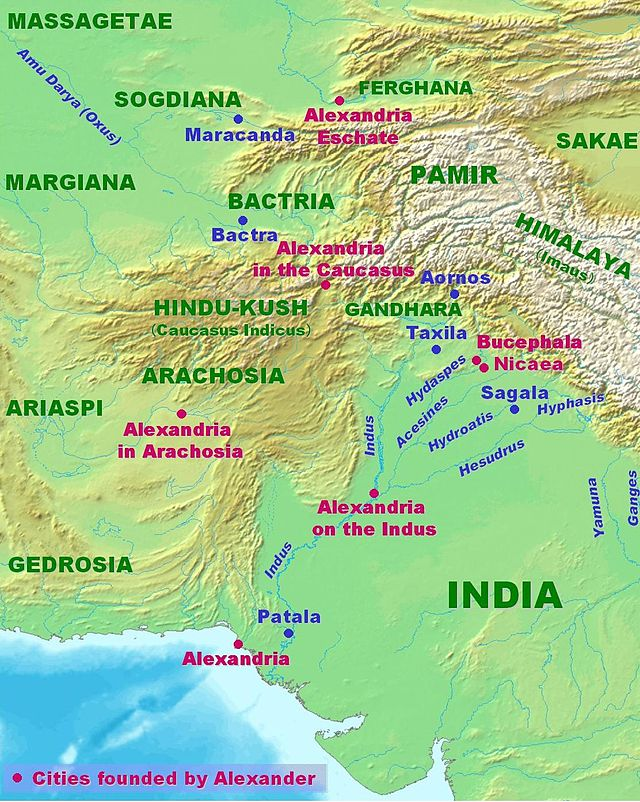 MASSAGETAE
Amu Darya (Oxus)
FERGHANA
SOGDIANA
Alexandria
Eschate
Maracanda
SAKAE
PAMIR
MARGIANA
BACTRIA
HIMALAYA
(Imaus)
Bactra
Alexandria
in the Caucasus
Aornos
HINDU-KUSH
(Caucasus Indicus)
GANDHARA
Taxila
Bucephala
Nicaea
ARACHOSIA
Hydaspes
Sagala
ARIASPI
Acesines
Hyphasis
Alexandria
in Arachosia
Indus
Hydroatis
Hesudrus
Alexandria
on the Indus
Yamuna
Ganges
GEDROSIA
Indus
INDIA
Patala
Alexandria
Cities founded by Alexander